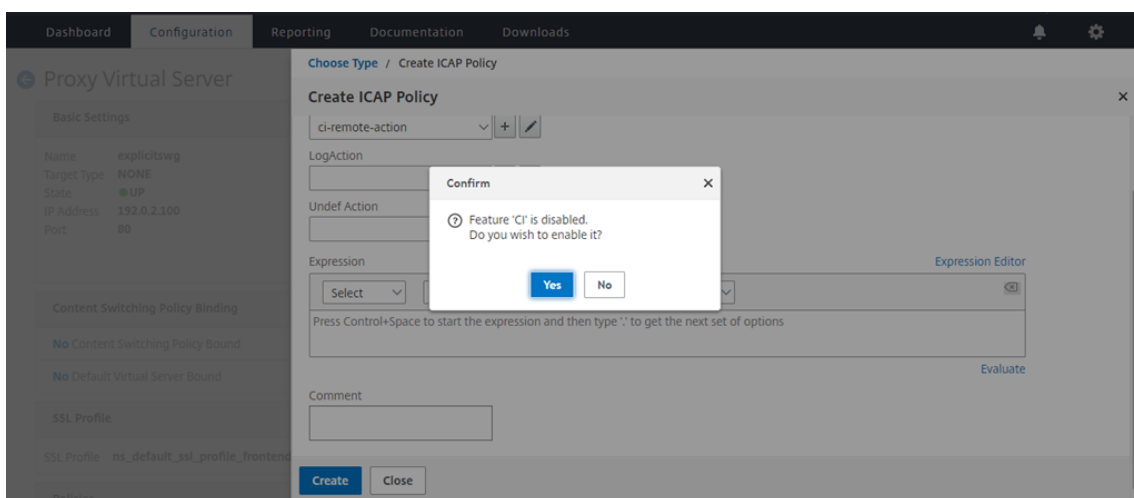 Dashboard Configuration Reporting Documentation Downloads
Choose Type / Create ICAP Policy
Proxy Virtual Server
Create ICAP Policy
Basic Settings
ci-remote-action
Name explicitswg
Target Type NONE
State UP
IP Address 192.0.2.100
Port 80
LogAction
Undef Action
Confirm
Feature 'CI' is disabled.
Do you wish to enable it?
Yes No
Expression Expression Editor
Select
Press Control+Space to start the expression and then type '.' to get the next set of options
Evaluate
Content Switching Policy Binding
No Content Switching Policy Bound
No Default Virtual Server Bound
SSL Profile
SSL Profile ns_default_ssl_profile_frontend
Policies
Comment
Create Close